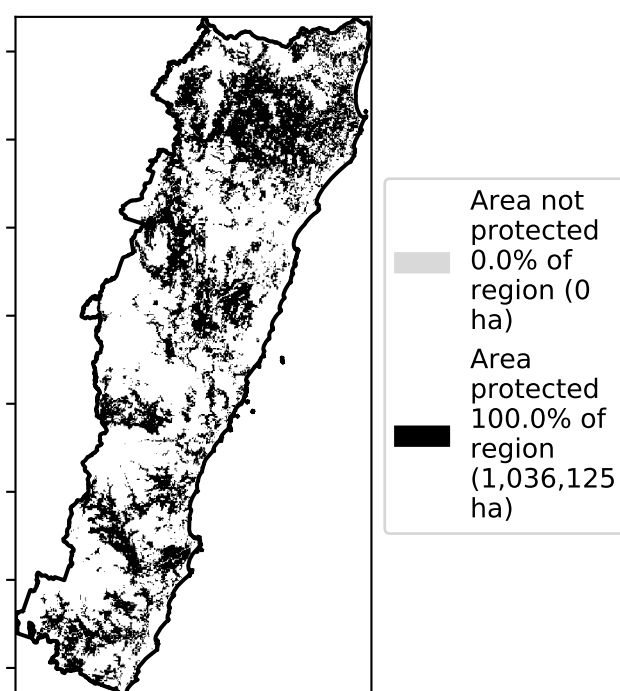 Area not
protected
0.0% of
region (0
ha)
Area
protected
100.0% of
region
(1,036,125
ha)